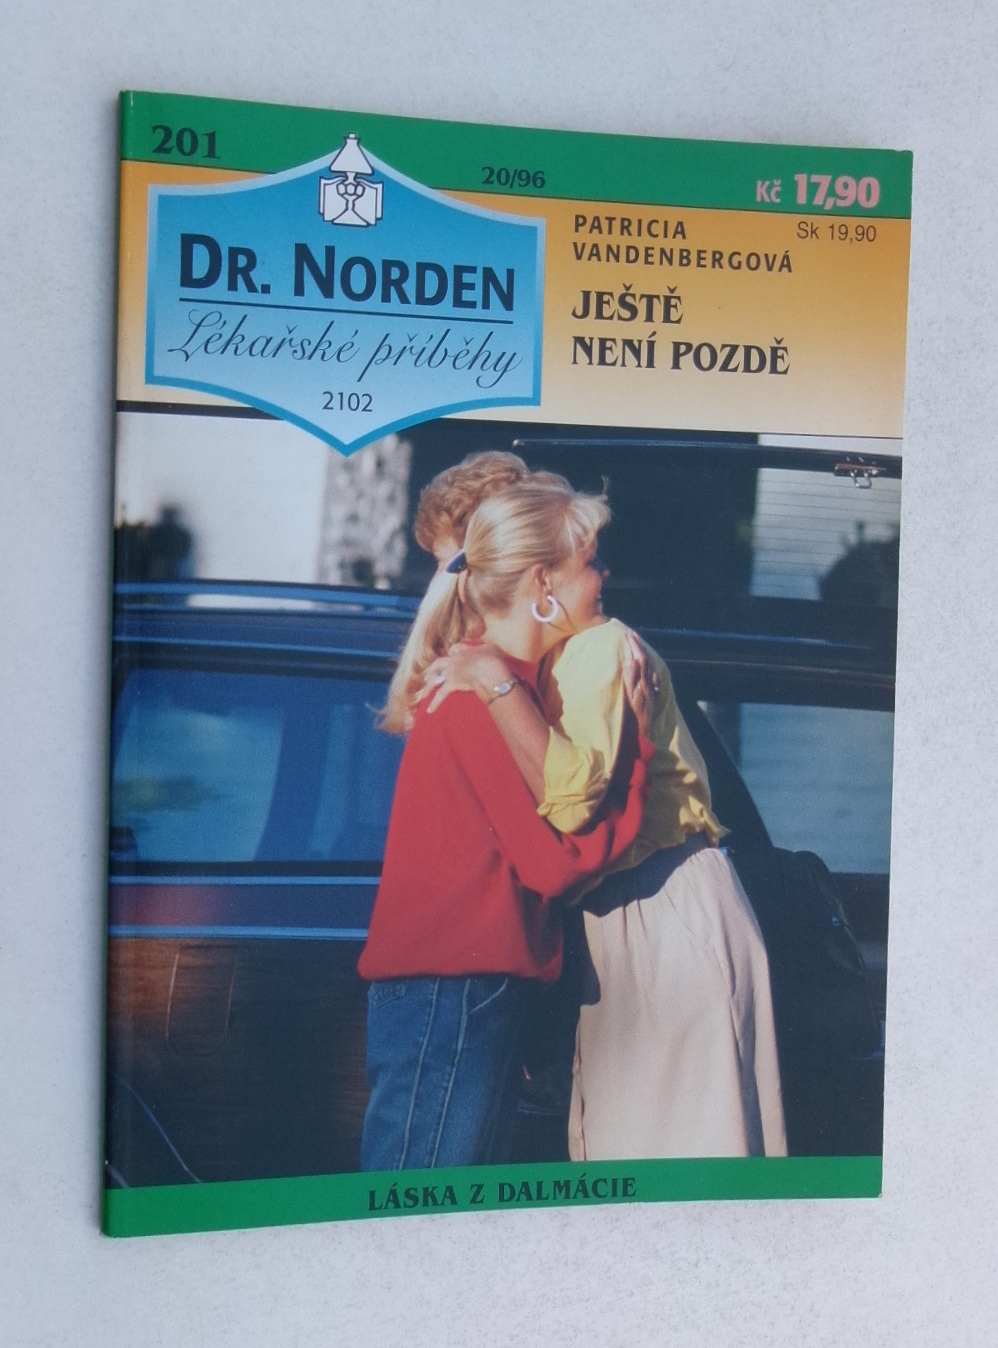 201
20/96
Kč 17,90
Sk 19,90
DR. NORDEN
Lékařské příběhy
2102
PATRICIA
VANDENBERGOVÁ
JEŠTĚ
NENÍ POZDĚ
LÁSKA Z DALMÁCIE